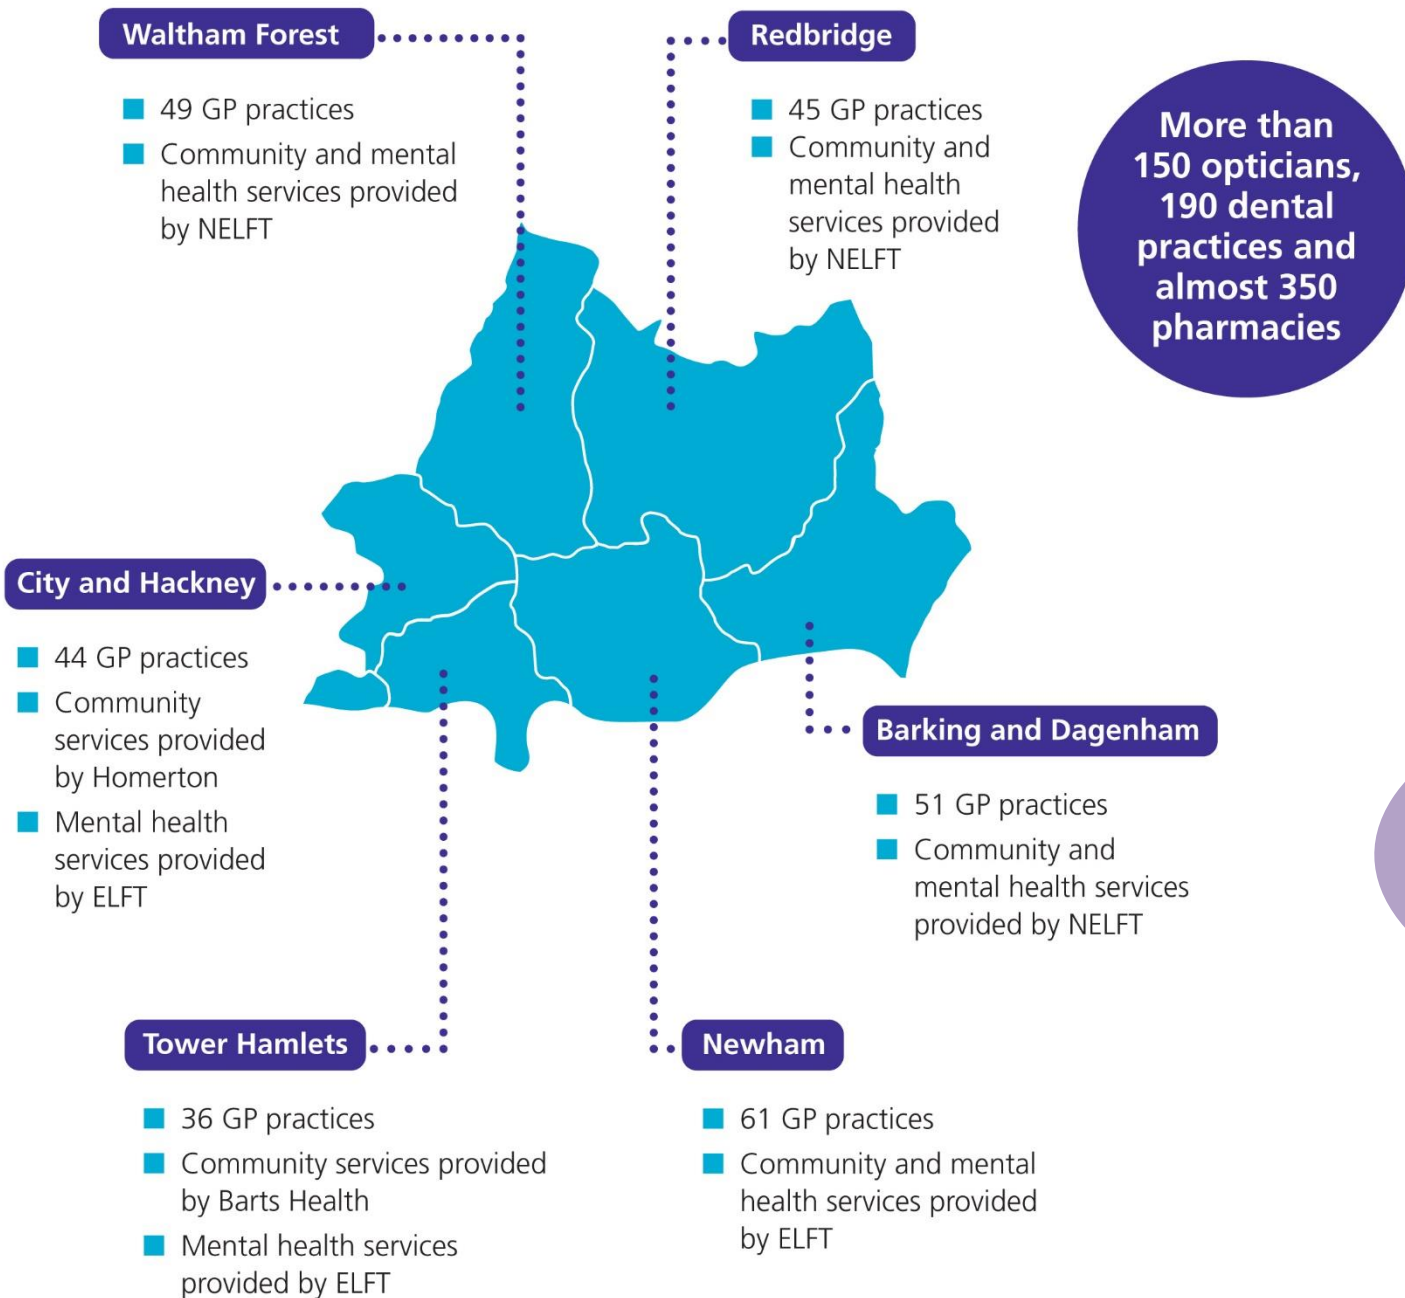 Waltham Forest
49 GP practices
Community and mental
health services provided
by NELFT
Redbridge
45 GP practices
Community and
mental health
services provided
by NELFT
More than
150 opticians,
190 dental
practices and
almost 350
pharmacies
City and Hackney
44 GP practices
Community
services provided
by Homerton
Mental health
services provided
by ELFT
Barking and Dagenham
51 GP practices
Community and
mental health services
provided by NELFT
Tower Hamlets
36 GP practices
Community services provided
by Barts Health
Mental health services
provided by ELFT
Newham
61 GP practices
Community and mental
health services provided
by ELFT